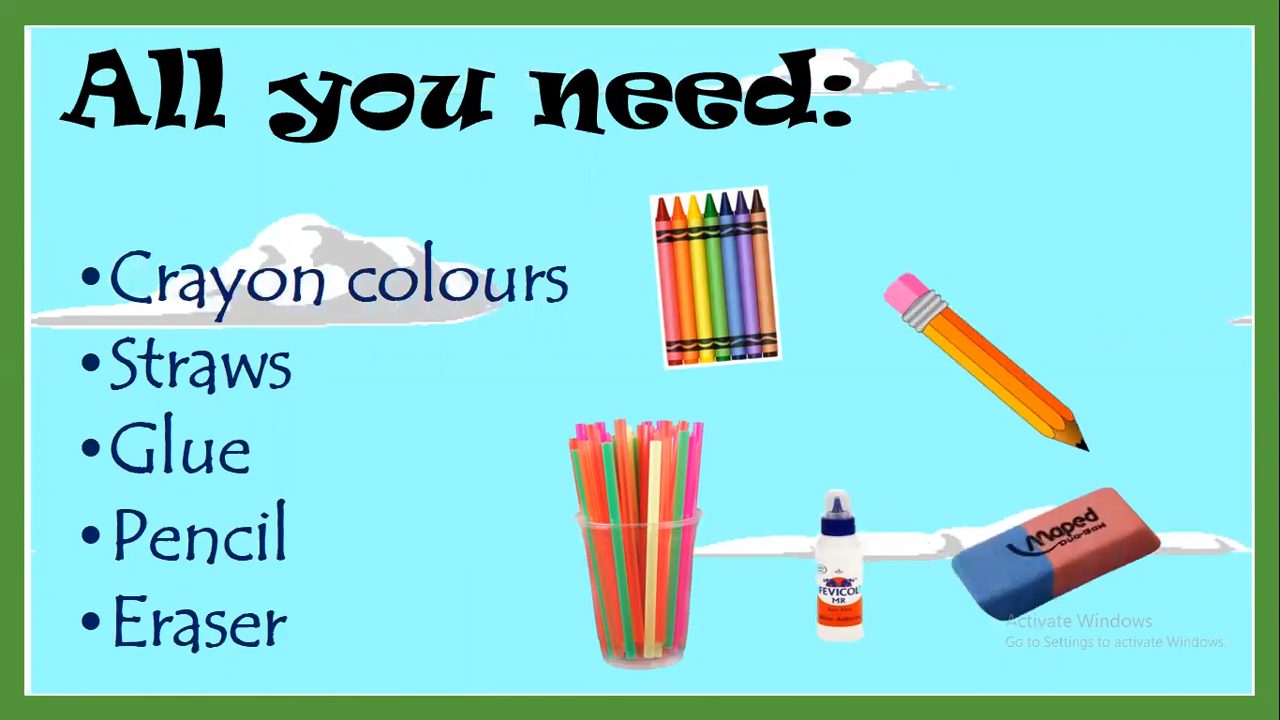 All you need:
•Crayon colours
•Straws
•Glue
•Pencil
•Eraser
FEVICOL
MR
Maped
Duo-gom
Activate Windows
Go to Settings to activate Windows.